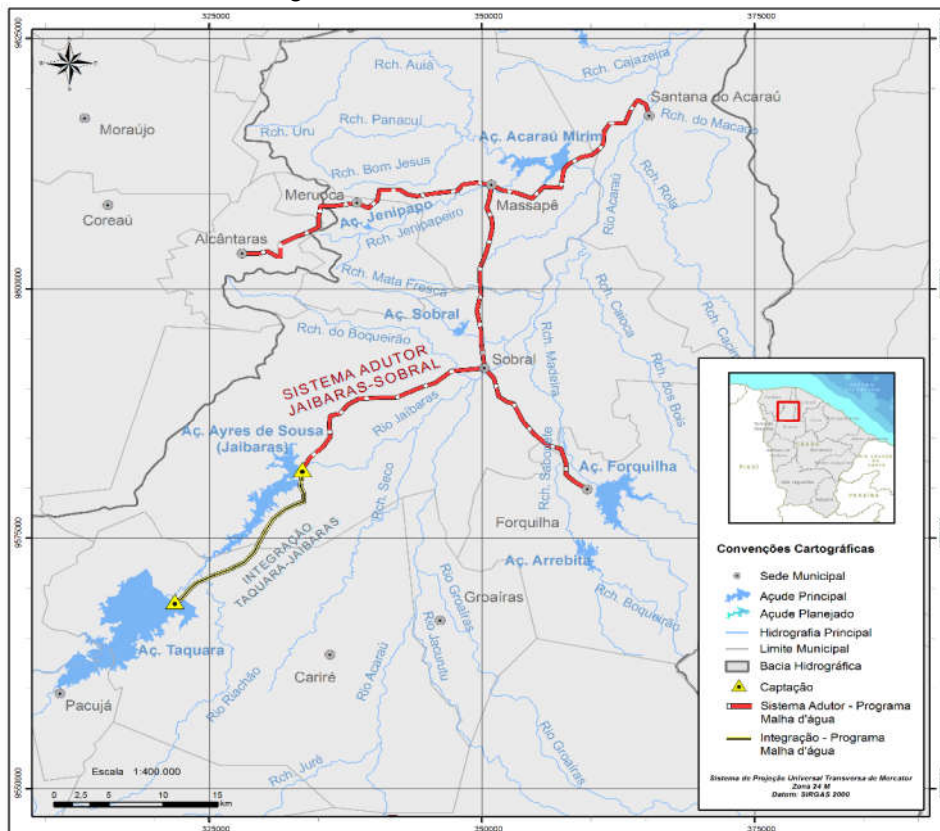 329000
350000
375000
9625000
Rch. Cajazeira
Rch. Auiá
Santana do Acaraú
Moraújo
Rch. Uru
Rch. Panacuí
Rch. do Macaco
Aç. Acaraú Mirim
Rch. Bom Jesus
Meruoca
Massapê
Coreaú
Aç. Jenipapo
Rio Acaraú
Rch. Rola
Rch. Jenipapeiro
Alcântaras
9600000
Rch. Mata Fresca
Aç. Sobral
Rch. Caioca
Rch. do Boqueirão
Sobral
Rch. Madeira
SISTEMA ADUTOR
JAIBARAS-SOBRAL
Rch. dos Bois
Rio Jaibaras
Aç. Ayres de Sousa
(Jaibaras)
Rch. Sabonete
Aç. Forquilha
Rch. Seco
9575000
Forquilha
INTEGRAÇÃO
TAQUARA-JAIBARAS
Aç. Arrebita
Groaíras
Rio Groaíras
Rch. Boqueirão
Aç. Taquara
Rio Jacurutu
Cariré
Rio Acaraú
Rio Riachão
Pacujá
Rio Groaíras
Rch. Juré
Escala 1:400.000
0 2,5 5 10 15
km
329000
350000
375000
Convenções Cartográficas
Sede Municipal
Açude Principal
Açude Planejado
Hidrografia Principal
Limite Municipal
Bacia Hidrográfica
Captação
Sistema Adutor - Programa
Malha d'água
Integração - Programa
Malha d'água
Sistema de Projeção Universal Transversa de Mercator
Zona 24 M
Datum: SIRGAS 2000